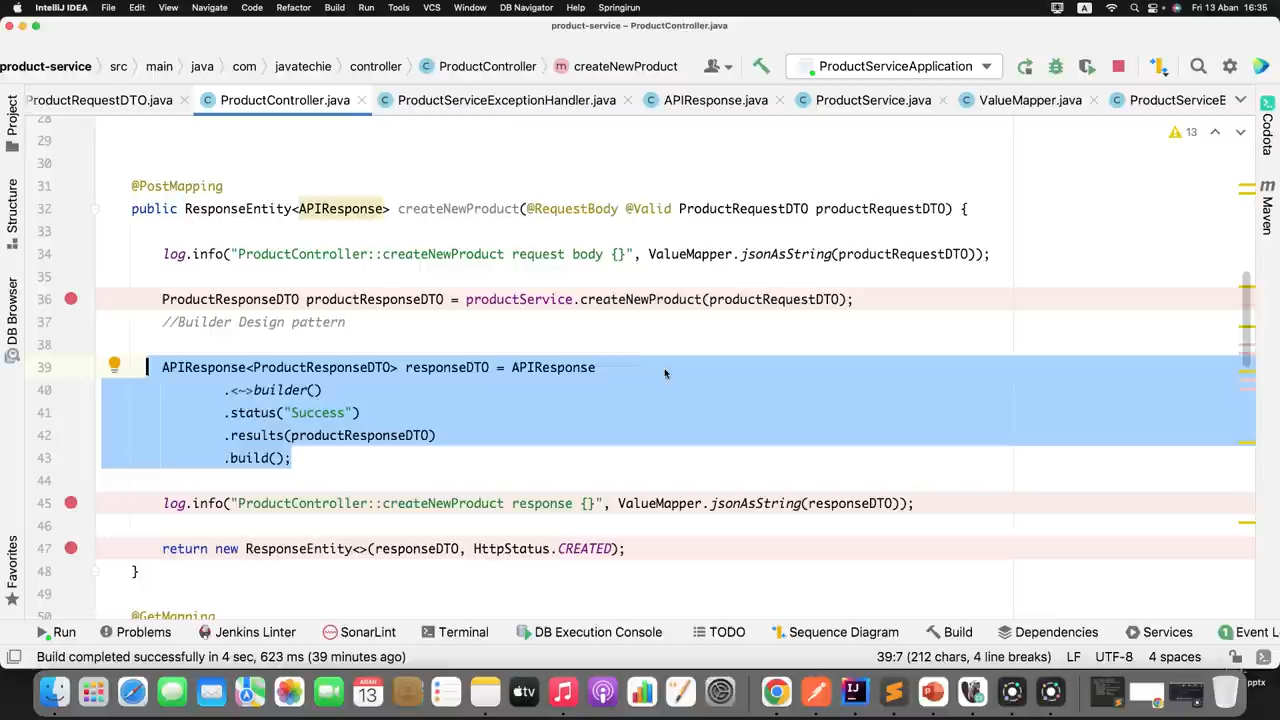 IntelliJ IDEA File Edit View Navigate Code Refactor Build Run Tools VCS Window DB Navigator Help Springirun A Fri 13 Aban 16:35
product-service – ProductController.java
product-service src main java com javatechie controller ProductController createNewProduct ProductServiceApplication
ProductRequestDTO.java ProductController.java ProductServiceExceptionHandler.java APIResponse.java ProductService.java ValueMapper.java ProductServiceE
Project
Structure
DB Browser
Favorites
Codota
Maven
13
28
29
30
31 @PostMapping
32 public ResponseEntity<APIResponse> createNewProduct(@RequestBody @Valid ProductRequestDTO productRequestDTO) {
33
34 log.info("ProductController::createNewProduct request body {}", ValueMapper.jsonAsString(productRequestDTO));
35
36 ProductResponseDTO productResponseDTO = productService.createNewProduct(productRequestDTO);
37 //Builder Design pattern
38
39 APIResponse<ProductResponseDTO> responseDTO = APIResponse
40 .<~>builder()
41 .status("Success")
42 .results(productResponseDTO)
43 .build();
44
45 log.info("ProductController::createNewProduct response {}", ValueMapper.jsonAsString(responseDTO));
46
47 return new ResponseEntity<>(responseDTO, HttpStatus.CREATED);
48 }
49
50 @GetMapping
Run Problems Jenkins Linter SonarLint Terminal DB Execution Console TODO Sequence Diagram Build Dependencies Services 1 Event L
Build completed successfully in 4 sec, 623 ms (39 minutes ago) 39:7 (212 chars, 4 line breaks) LF UTF-8 4 spaces
13
tv
pptx